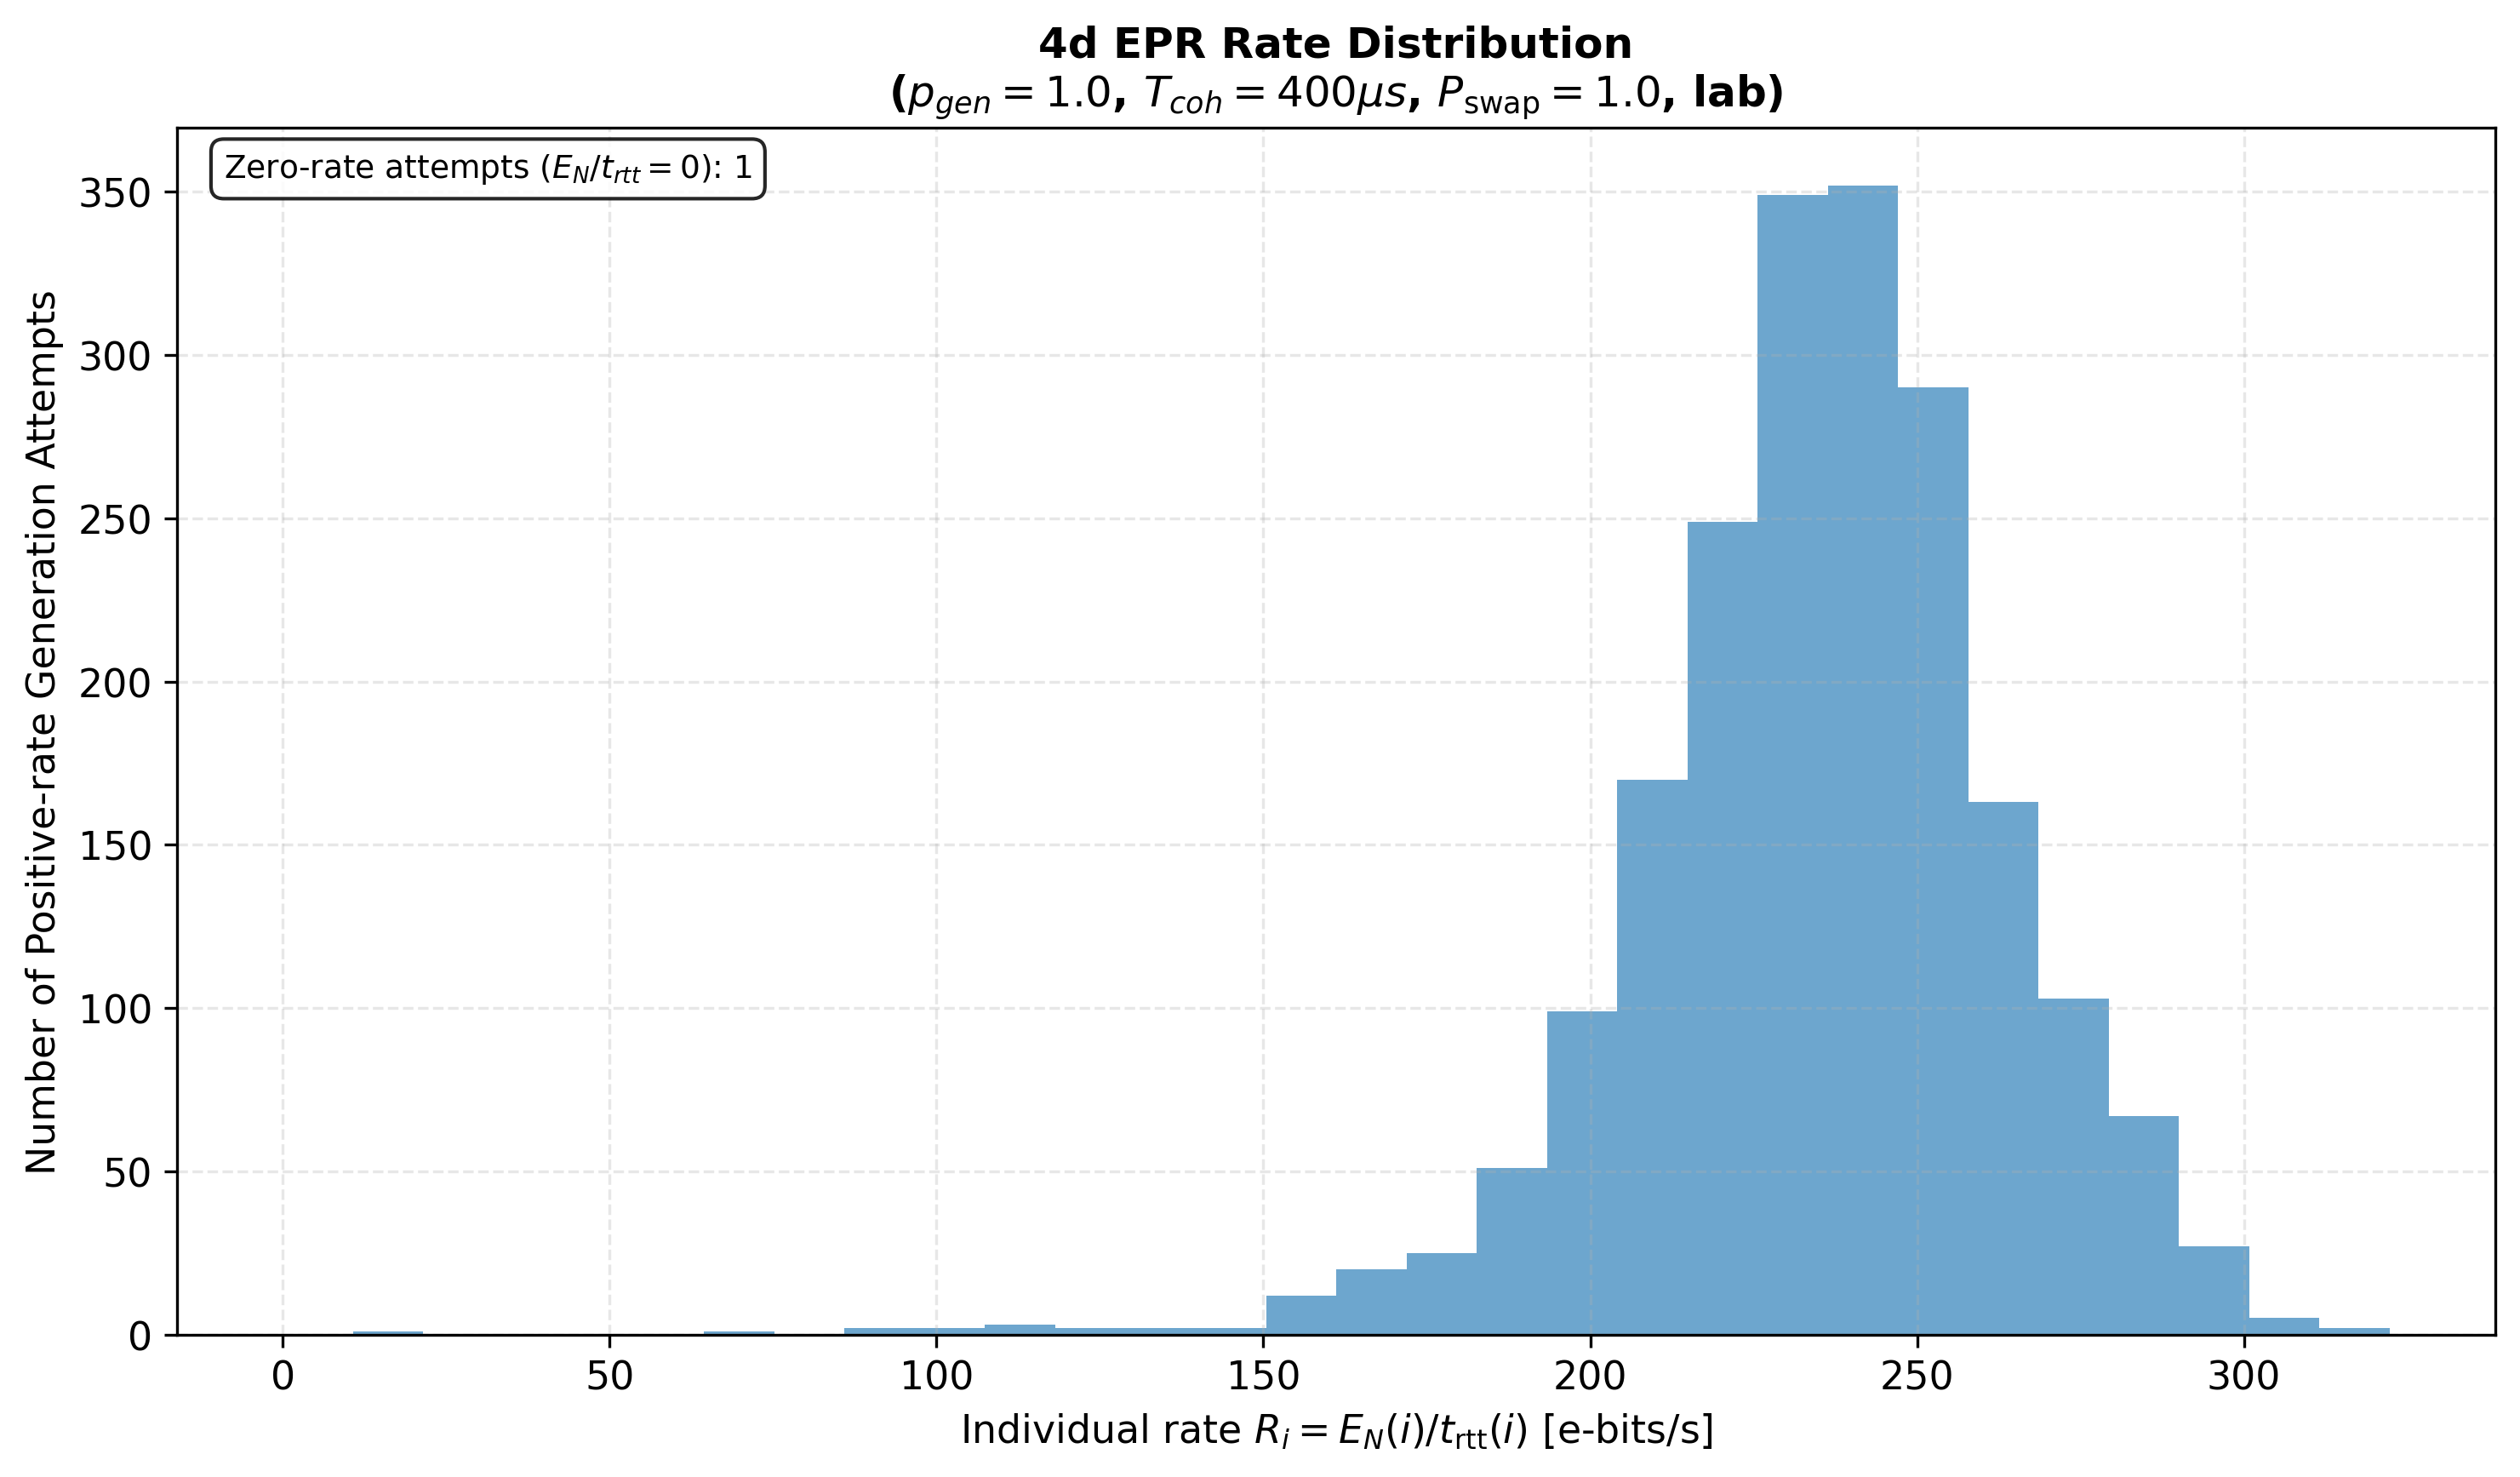 4d EPR Rate Distribution
(p_gen = 1.0, T_coh = 400μs, P_swap = 1.0, lab)
Zero-rate attempts (E_N/t_rtt = 0): 1
Number of Positive-rate Generation Attempts
350
300
250
200
150
100
50
0
0 50 100 150 200 250 300
Individual rate R_i = E_N(i)/t_rtt(i) [e-bits/s]